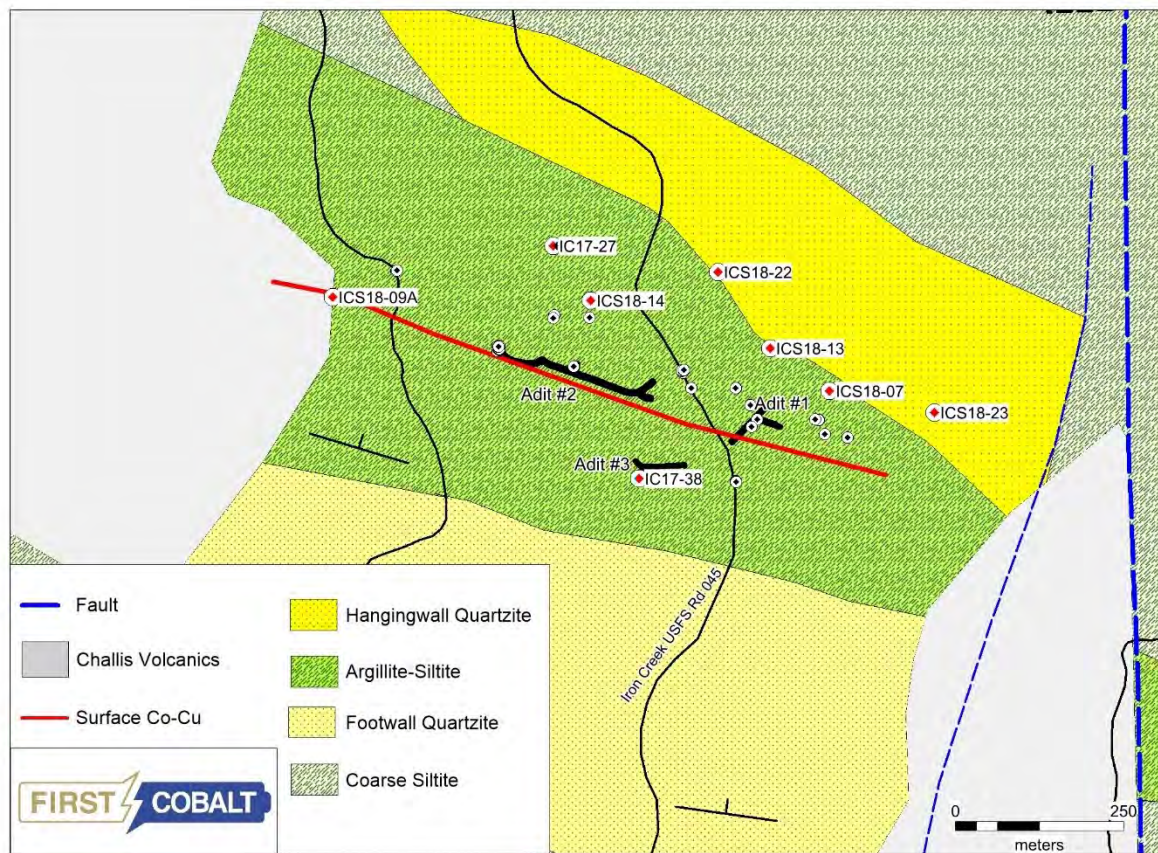 IC17-27
ICS18-22
ICS18-09A
ICS18-14
ICS18-13
ICS18-07
Adit #2
Adit #1
ICS18-23
Adit #3
IC17-38
Iron Creek USFS Rd 045
Fault
Challis Volcanics
Surface Co-Cu
Hangingwall Quartzite
Argillite-Siltite
Footwall Quartzite
Coarse Siltite
FIRST COBALT
0 250
meters